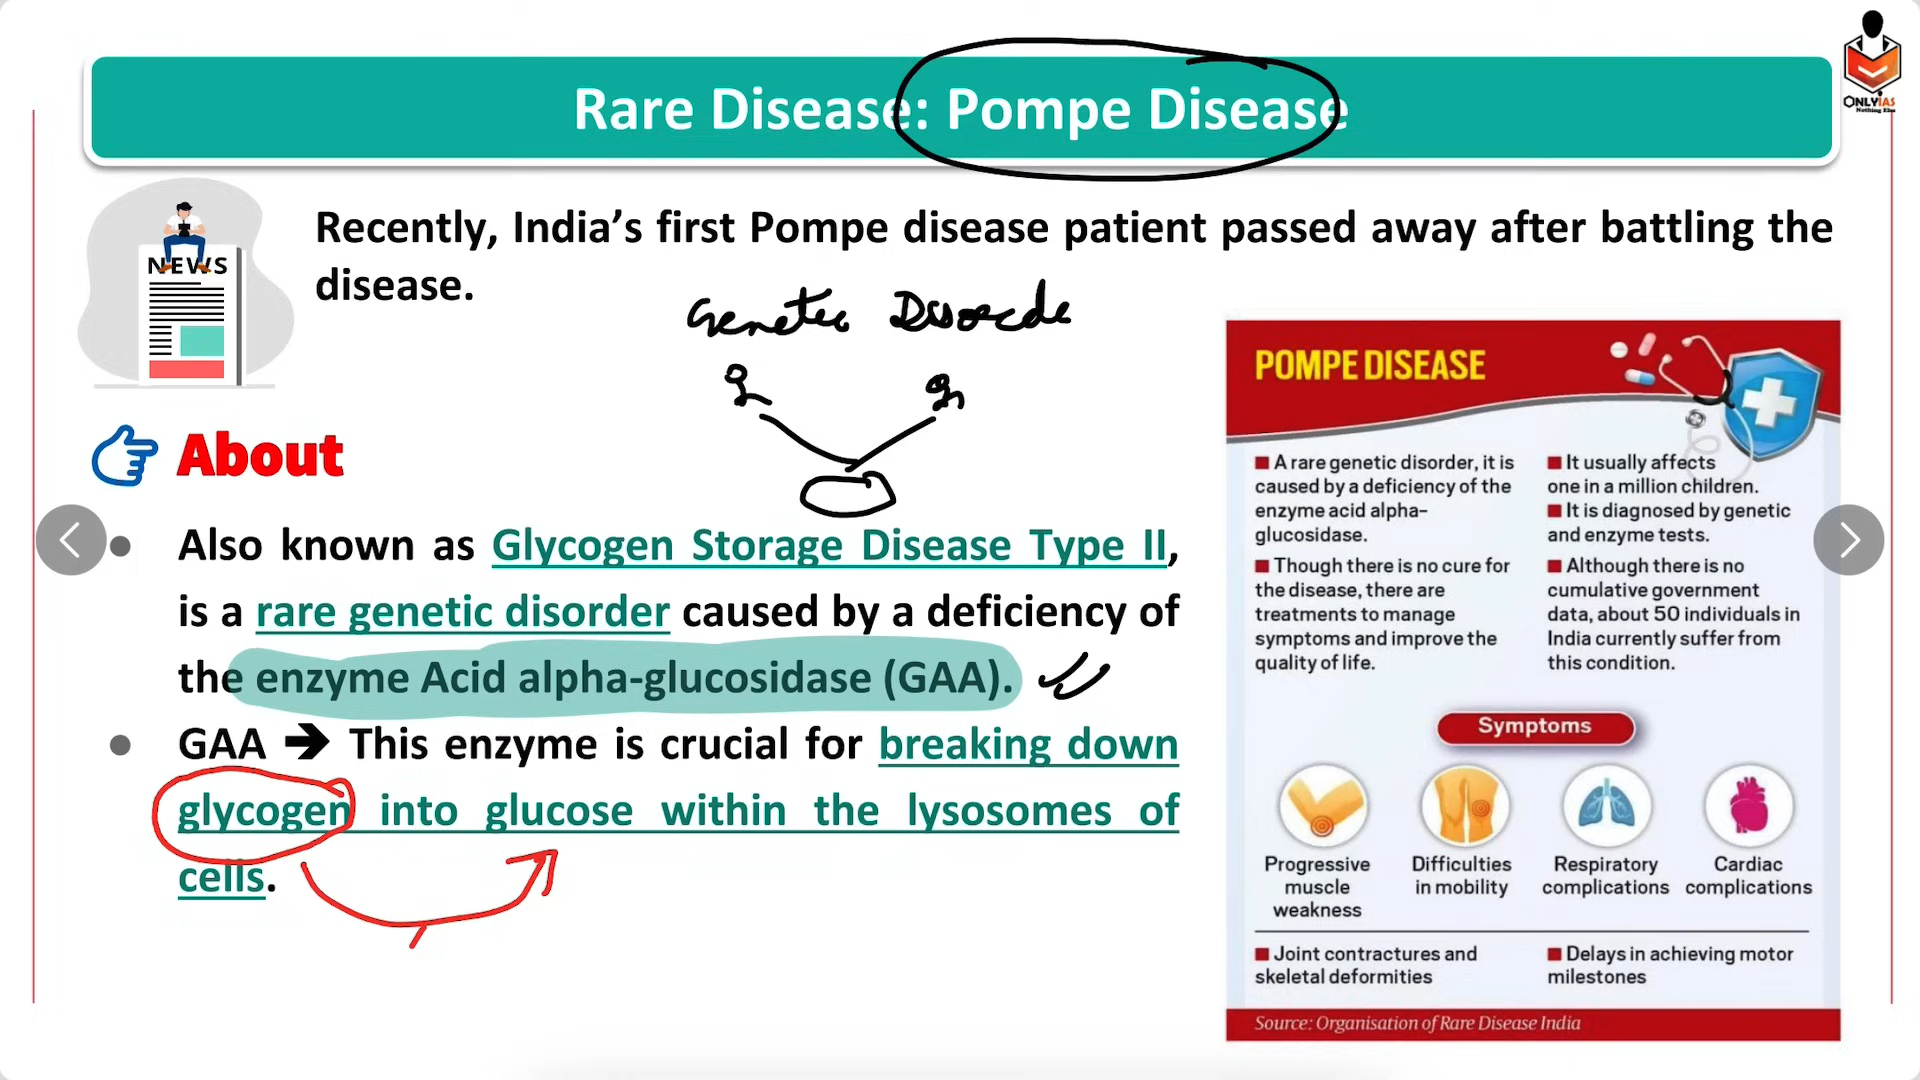 Rare Disease: Pompe Disease
ONLYIAS
Nothing Else
NEWS
Recently, India's first Pompe disease patient passed away after battling the
disease.
Genetic Disorde
About
Also known as Glycogen Storage Disease Type II,
is a rare genetic disorder caused by a deficiency of
the enzyme Acid alpha-glucosidase (GAA).
GAA ➔ This enzyme is crucial for breaking down
glycogen into glucose within the lysosomes of
cells.
POMPE DISEASE
■ A rare genetic disorder, it is
caused by a deficiency of the
enzyme acid alpha-
glucosidase.
■ Though there is no cure for
the disease, there are
treatments to manage
symptoms and improve the
quality of life.
■ It usually affects
one in a million children.
■ It is diagnosed by genetic
and enzyme tests.
■ Although there is no
cumulative government
data, about 50 individuals in
India currently suffer from
this condition.
Symptoms
Progressive
muscle
weakness
Difficulties
in mobility
Respiratory
complications
Cardiac
complications
■ Joint contractures and
skeletal deformities
■ Delays in achieving motor
milestones
Source: Organisation of Rare Disease India